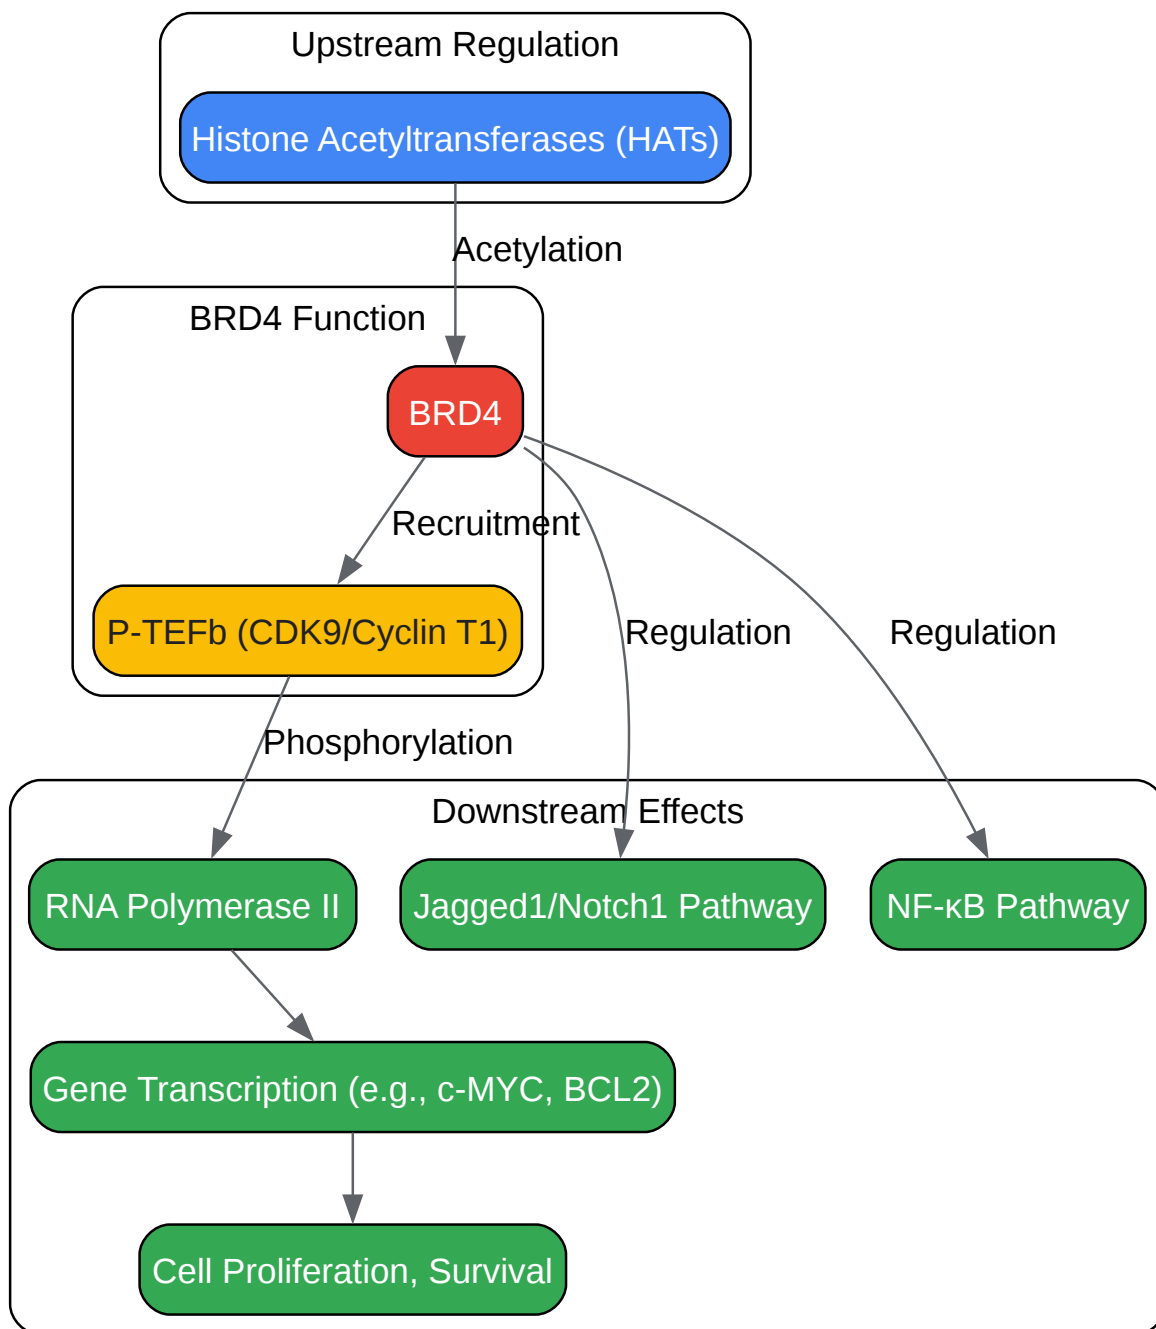 Upstream Regulation
Histone Acetyltransferases (HATs)
Acetylation
BRD4 Function
BRD4
Recruitment
P-TEFb (CDK9/Cyclin T1)
Regulation
Regulation
Phosphorylation
Downstream Effects
RNA Polymerase II
Jagged1/Notch1 Pathway
NF-κB Pathway
Gene Transcription (e.g., c-MYC, BCL2)
Cell Proliferation, Survival